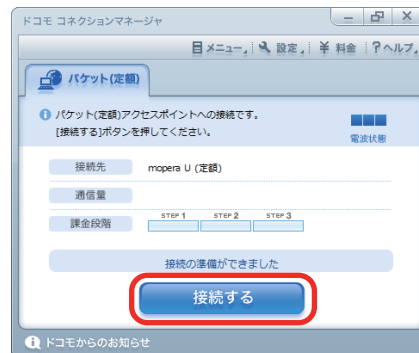 ドコモ コネクションマネージャ
メニュー 設定 ¥ 料金 ? ヘルプ
パケット(定額)
パケット(定額)アクセスポイントへの接続です。
[接続する]ボタンを押してください。
電波状態
接続先 mopera U (定額)
通信量
STEP 1 STEP 2 STEP 3
課金段階
接続の準備ができました
接続する
ドコモからのお知らせ